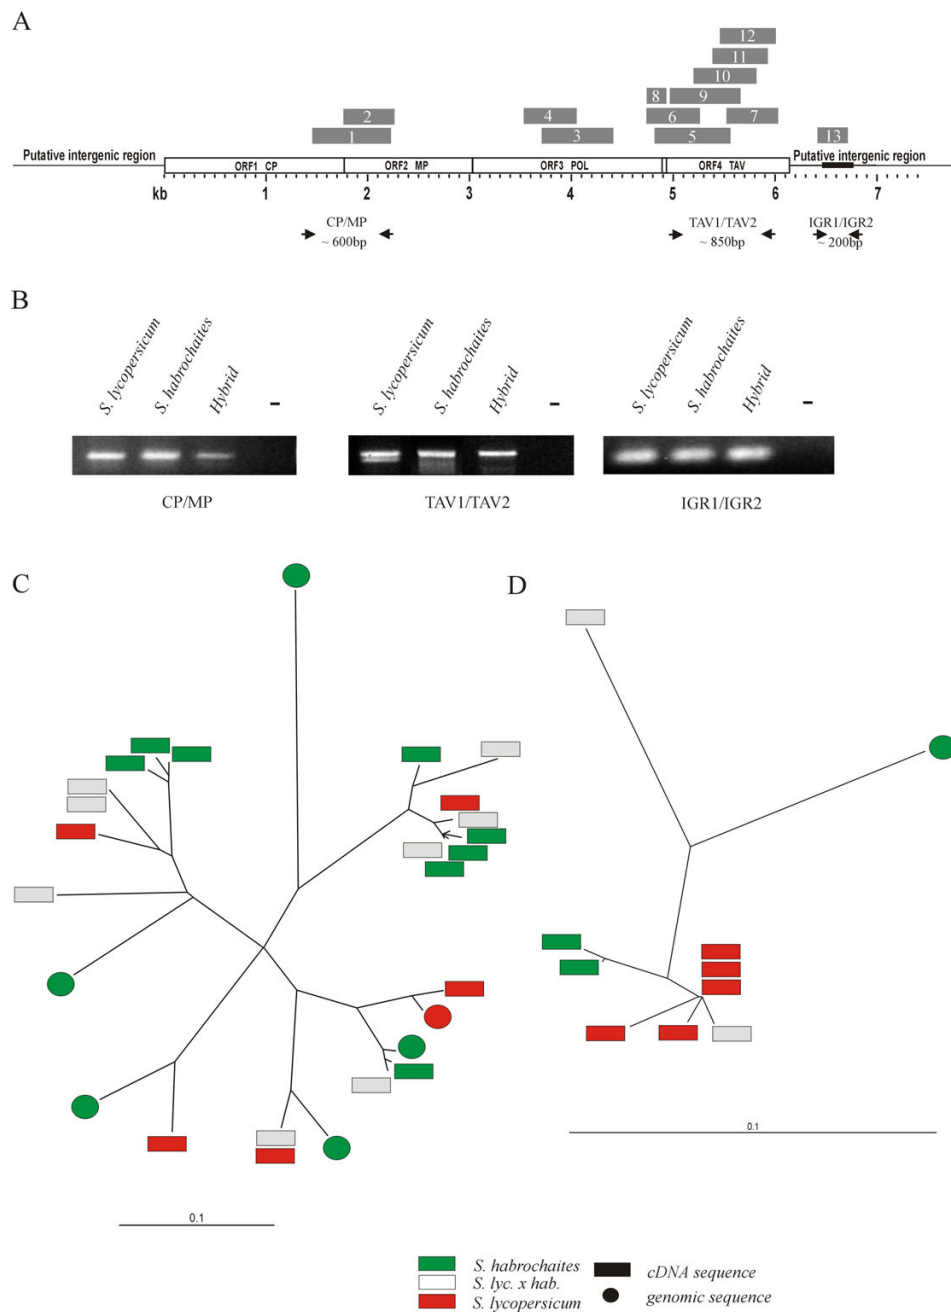 A
12
11
10
8 9
2 4 6 7
1 3 5 13
Putative intergenic region Putative intergenic region
ORF1 CP ORF2 MP ORF3 POL ORF4 TAV
kb 1 2 3 4 5 6 7
CP/MP TAV1/TAV2 IGR1/IGR2
~ 600bp ~ 850bp ~ 200bp
B
S. lycopersicum S. habrochaites Hybrid - S. lycopersicum S. habrochaites Hybrid - S. lycopersicum S. habrochaites Hybrid -
CP/MP TAV1/TAV2 IGR1/IGR2
C D
0.1
0.1
S. habrochaites
S. lyc. x hab.
S. lycopersicum
cDNA sequence
genomic sequence